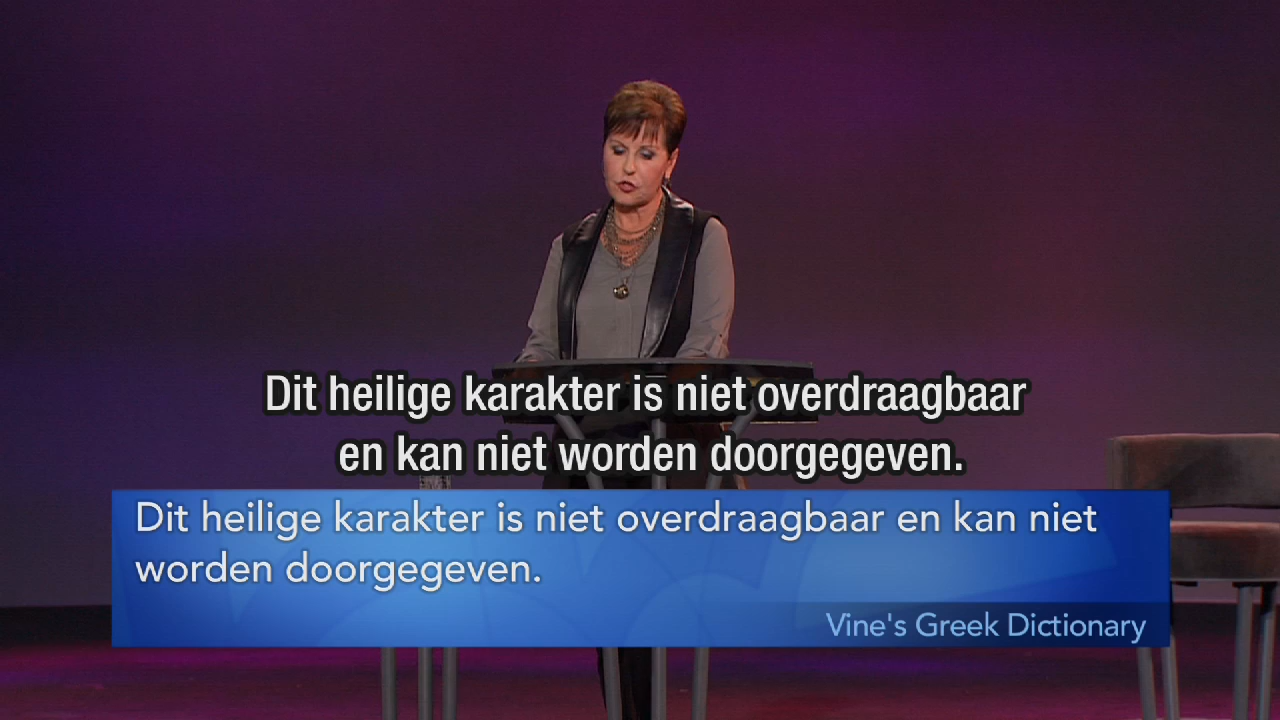 Dit heilige karakter is niet overdraagbaar
en kan niet worden doorgegeven.
Dit heilige karakter is niet overdraagbaar en kan niet
worden doorgegeven.
Vine's Greek Dictionary